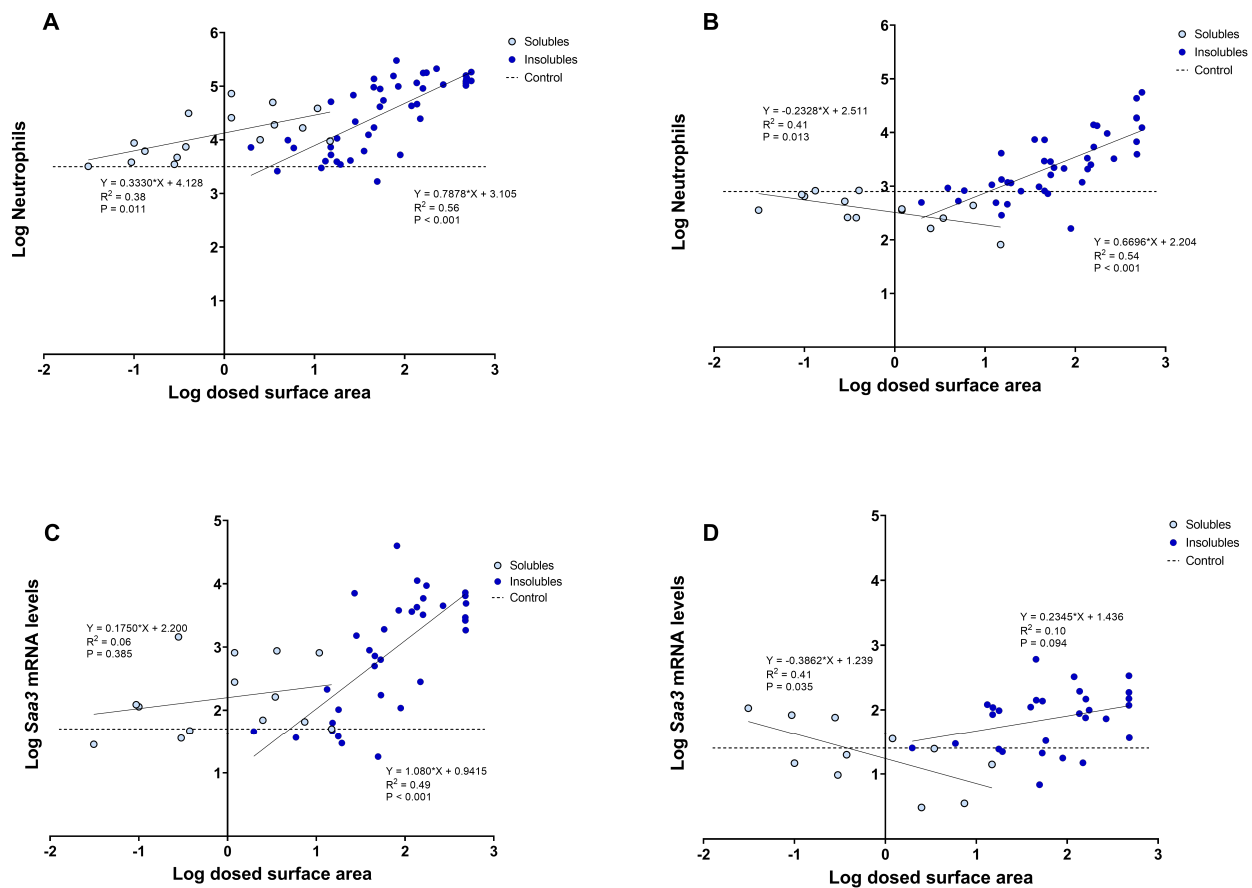 A
6
5
4
3
2
1
-2
-1
0
1
2
3
Log Neutrophils
Log dosed surface area
Solubles
Insolubles
Control
Y = 0.3330*X + 4.128
R² = 0.38
P = 0.011
Y = 0.7878*X + 3.105
R² = 0.56
P < 0.001
B
6
5
4
3
2
1
-2
-1
0
1
2
3
Log Neutrophils
Log dosed surface area
Solubles
Insolubles
Control
Y = -0.2328*X + 2.511
R² = 0.41
P = 0.013
Y = 0.6696*X + 2.204
R² = 0.54
P < 0.001
C
5
4
3
2
1
-2
-1
0
1
2
3
Log Saa3 mRNA levels
Log dosed surface area
Solubles
Insolubles
Control
Y = 0.1750*X + 2.200
R² = 0.06
P = 0.385
Y = 1.080*X + 0.9415
R² = 0.49
P < 0.001
D
5
4
3
2
1
-2
-1
0
1
2
3
Log Saa3 mRNA levels
Log dosed surface area
Solubles
Insolubles
Control
Y = -0.3862*X + 1.239
R² = 0.41
P = 0.035
Y = 0.2345*X + 1.436
R² = 0.10
P = 0.094